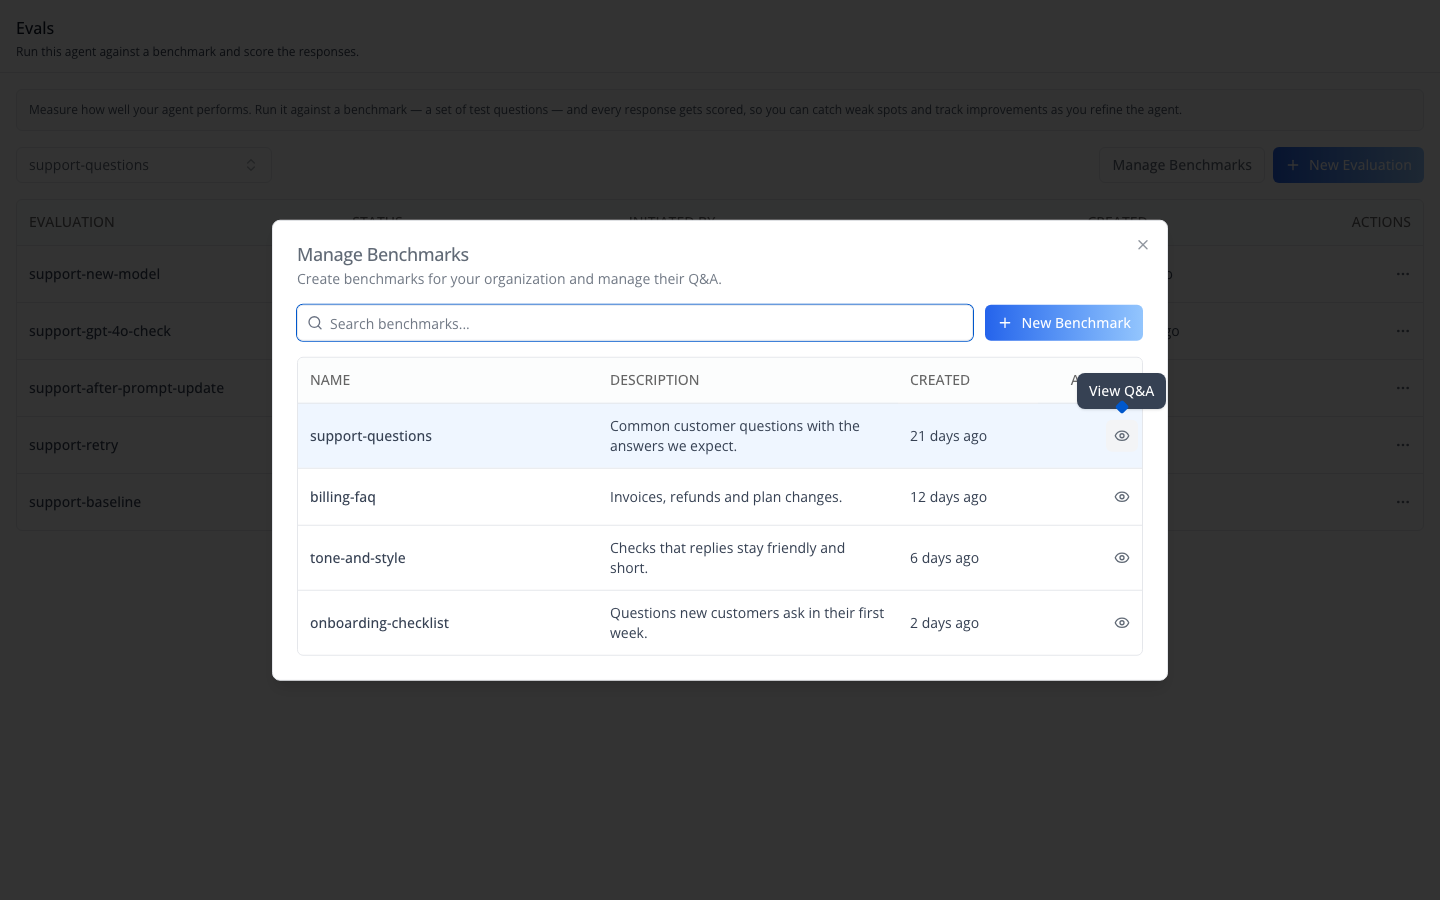 Evals
Run this agent against a benchmark and score the responses.
Measure how well your agent performs. Run it against a benchmark — a set of test questions — and every response gets scored, so you can catch weak spots and track improvements as you refine the agent.
support-questions
Manage Benchmarks
New Evaluation
EVALUATION
STATUS
INITIATED BY
CREATED
ACTIONS
support-new-model
support-gpt-4o-check
support-after-prompt-update
support-retry
support-baseline
Manage Benchmarks
Create benchmarks for your organization and manage their Q&A.
Search benchmarks...
New Benchmark
NAME
DESCRIPTION
CREATED
View Q&A
support-questions
Common customer questions with the
answers we expect.
21 days ago
billing-faq
Invoices, refunds and plan changes.
12 days ago
tone-and-style
Checks that replies stay friendly and
short.
6 days ago
onboarding-checklist
Questions new customers ask in their first
week.
2 days ago